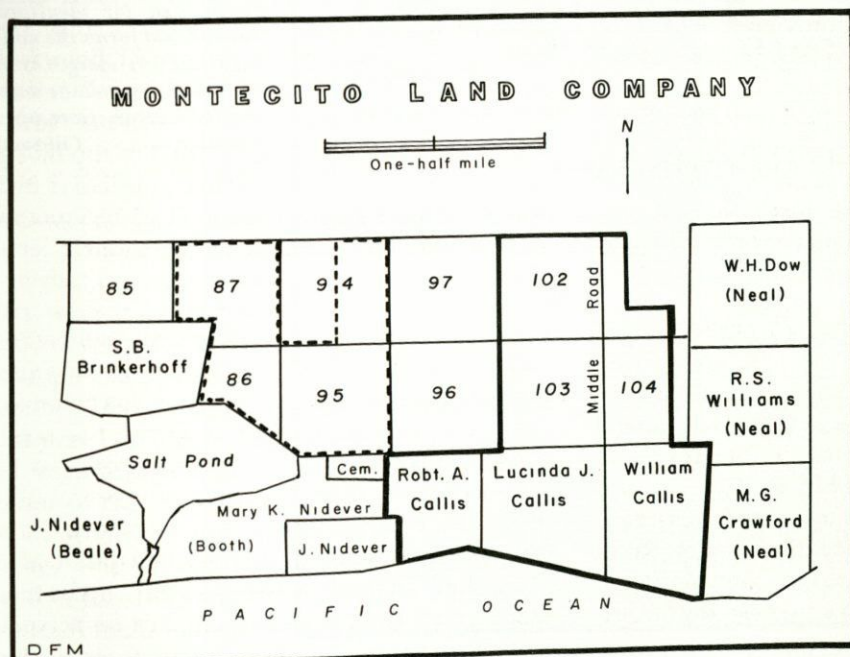 MONTECITO LAND COMPANY
One-half mile
N
85
87
94
97
102
Road
W.H.Dow
(Neal)
S.B.
Brinkerhoff
86
95
96
103
Middle
104
R.S.
Williams
(Neal)
Salt Pond
Cem.
Robt. A.
Callis
Lucinda J.
Callis
William
Callis
M.G.
Crawford
(Neal)
J.Nidever
(Beale)
Mary K. Nidever
(Booth)
J. Nidever
PACIFIC OCEAN
DFM